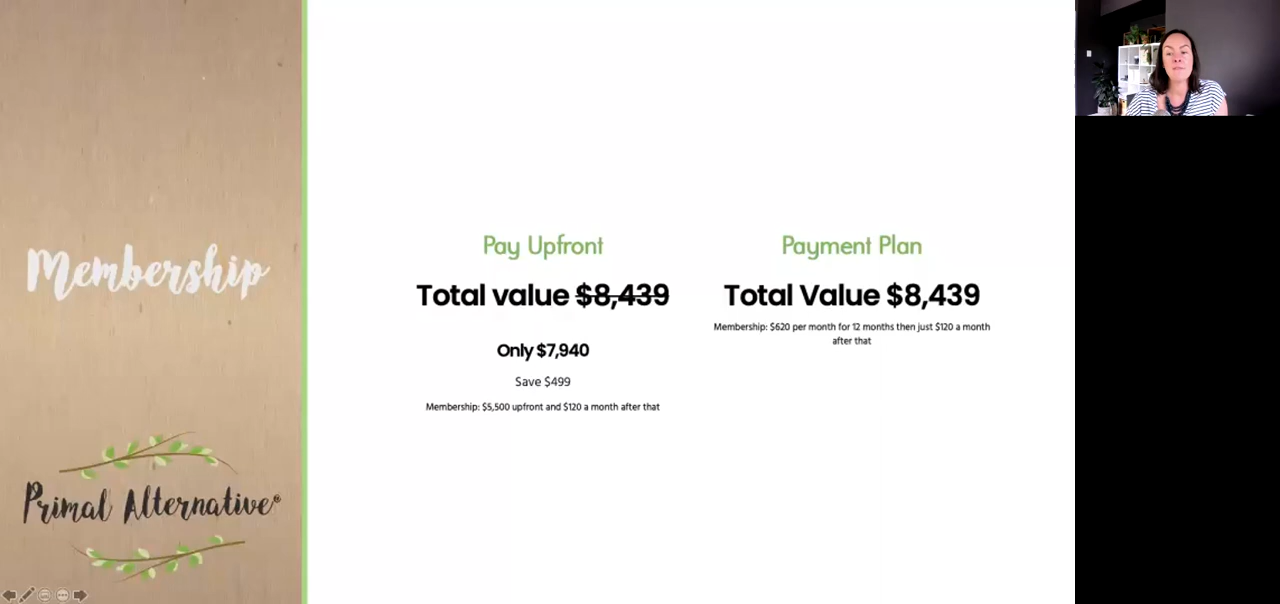 Membership
Primal Alternative®
Pay Upfront
Total value $8,439
Only $7,940
Save $499
Membership: $5,500 upfront and $120 a month after that
Payment Plan
Total Value $8,439
Membership: $620 per month for 12 months then just $120 a month
after that